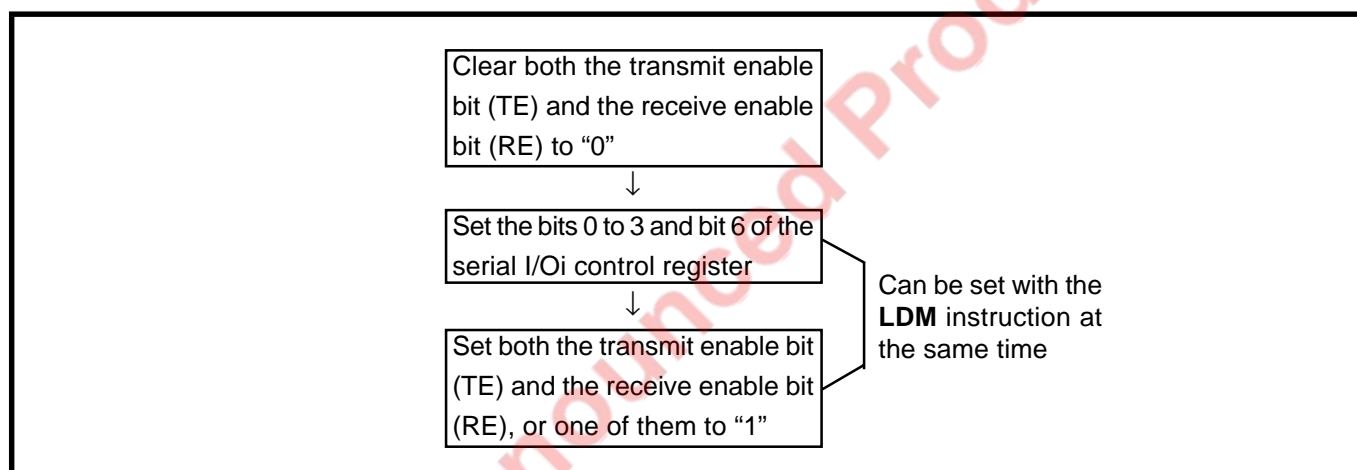 Clear both the transmit enable
bit (TE) and the receive enable
bit (RE) to “0”
↓
Set the bits 0 to 3 and bit 6 of the
serial I/Oi control register
↓
Set both the transmit enable bit
(TE) and the receive enable bit
(RE), or one of them to “1”
Can be set with the
LDM instruction at
the same time